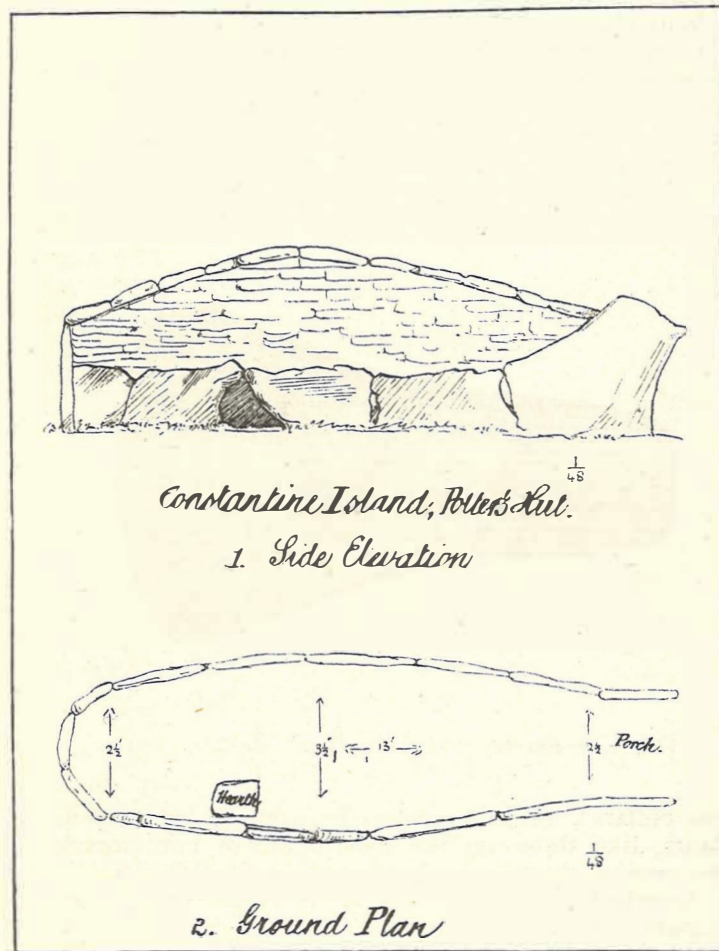 1/48
Constantine Island; Potter's Hut.
1. Side Elevation
2½' 3½' 13' 2½ Porch.
Hearth
1/48
2. Ground Plan